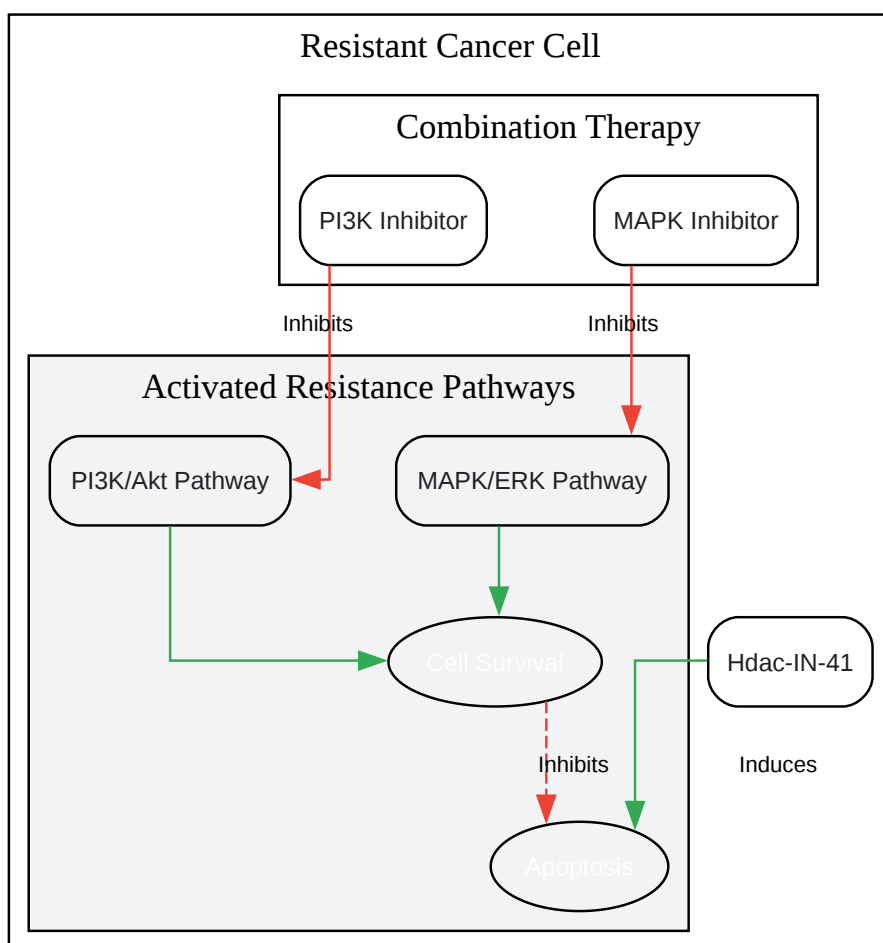 Resistant Cancer Cell
Combination Therapy
PI3K Inhibitor
MAPK Inhibitor
Inhibits
Inhibits
Activated Resistance Pathways
PI3K/Akt Pathway
MAPK/ERK Pathway
Cell Survival
Hdac-IN-41
Inhibits
Induces
Apoptosis